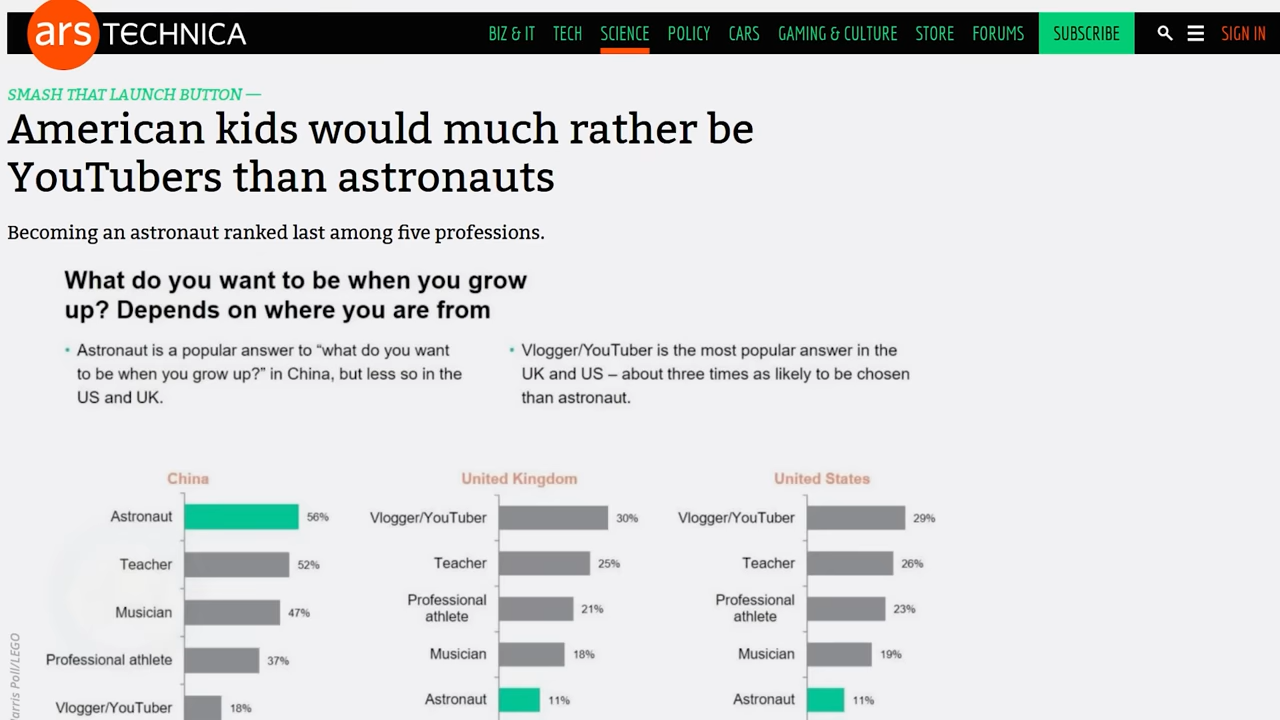 ars TECHNICA
BIZ & IT TECH SCIENCE POLICY CARS GAMING & CULTURE STORE FORUMS SUBSCRIBE SIGN IN
SMASH THAT LAUNCH BUTTON —
American kids would much rather be
YouTubers than astronauts
Becoming an astronaut ranked last among five professions.
What do you want to be when you grow
up? Depends on where you are from
• Astronaut is a popular answer to “what do you want
to be when you grow up?” in China, but less so in the
US and UK.
• Vlogger/YouTuber is the most popular answer in the
UK and US – about three times as likely to be chosen
than astronaut.
China
Astronaut 56%
Teacher 52%
Musician 47%
Professional athlete 37%
Vlogger/YouTuber 18%
United Kingdom
Vlogger/YouTuber 30%
Teacher 25%
Professional
athlete 21%
Musician 18%
Astronaut 11%
United States
Vlogger/YouTuber 29%
Teacher 26%
Professional
athlete 23%
Musician 19%
Astronaut 11%
Poll/LEGO